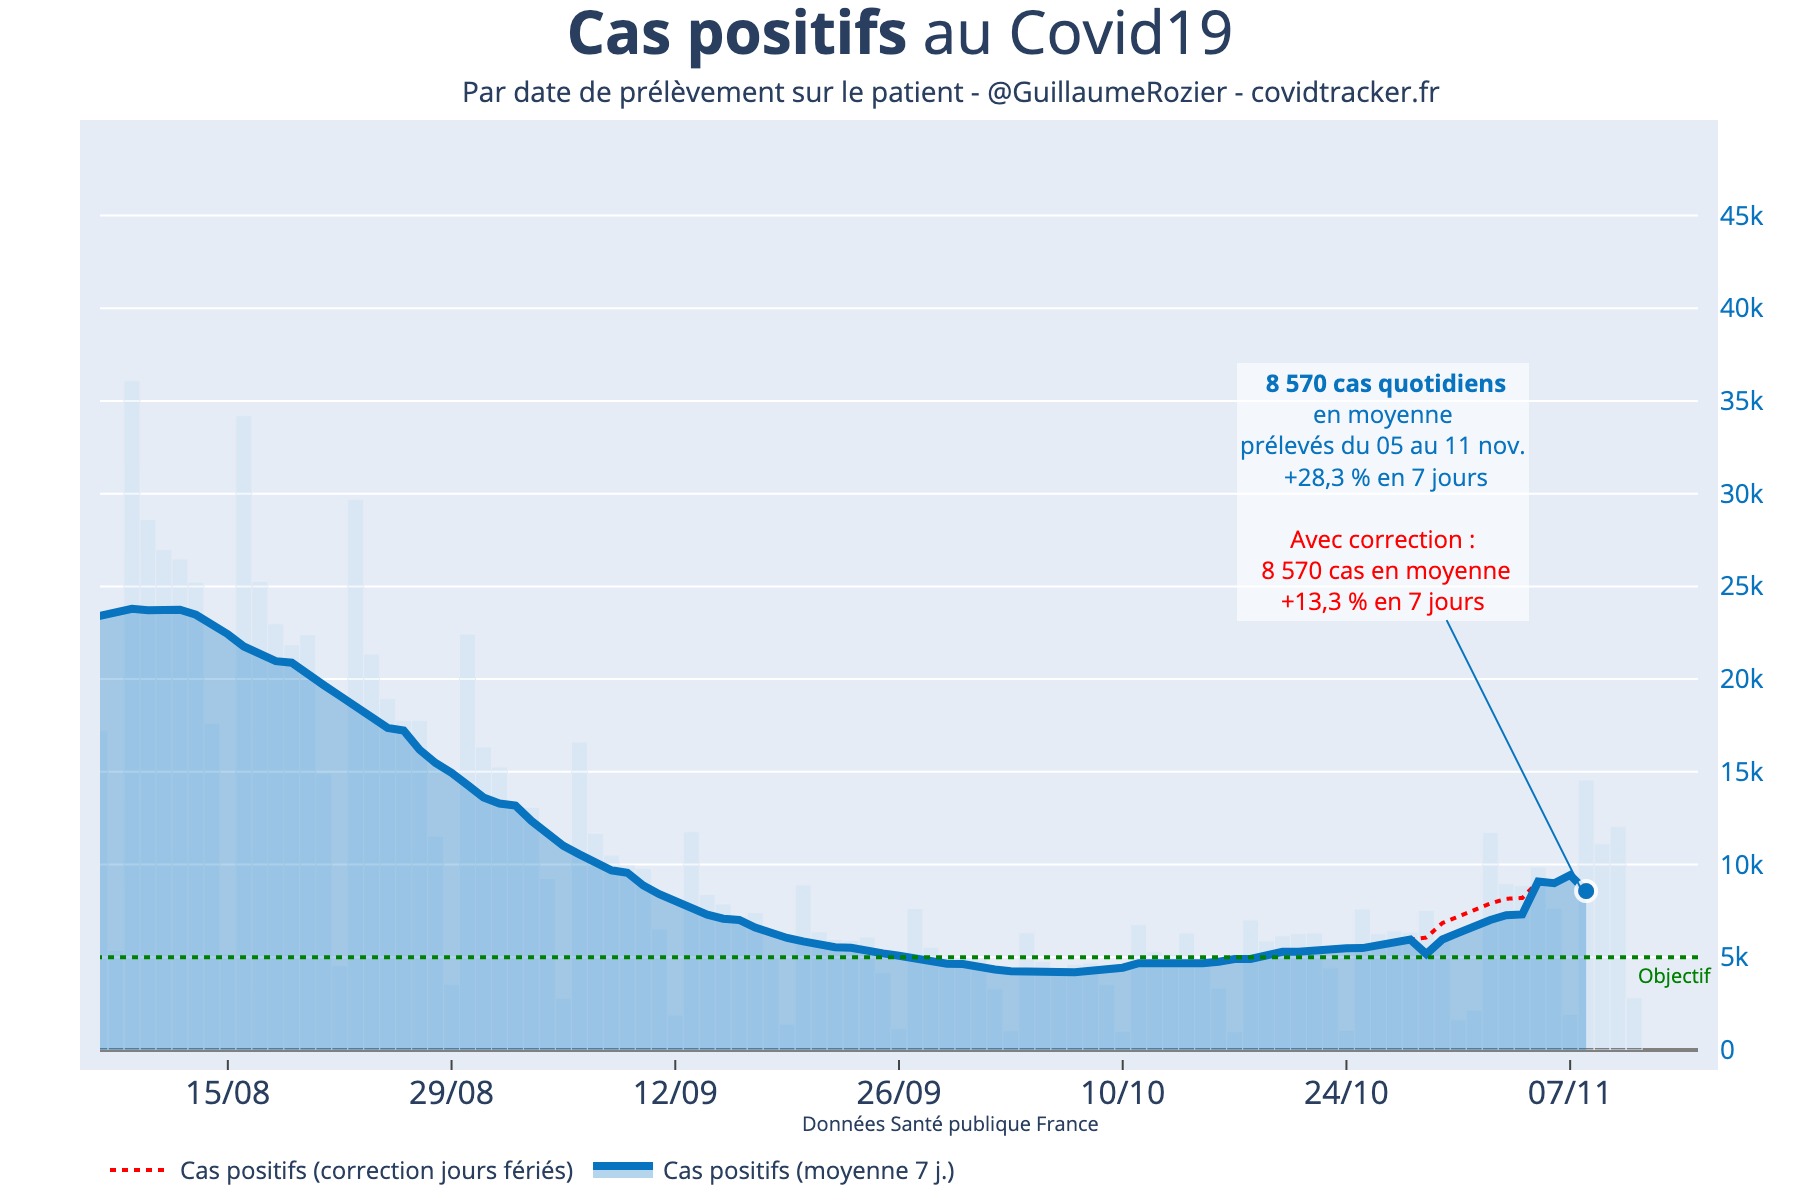 Cas positifs au Covid19
Par date de prélèvement sur le patient - @GuillaumeRozier - covidtracker.fr
45k
40k
8 570 cas quotidiens
35k
en moyenne
prélevés du 05 au 11 nov.
+28,3 % en 7 jours
30k
Avec correction :
8 570 cas en moyenne
25k
+13,3 % en 7 jours
20k
15k
10k
5k
Objectif
0
15/08 29/08 12/09 26/09 10/10 24/10 07/11
Données Santé publique France
Cas positifs (correction jours fériés) Cas positifs (moyenne 7 j.)